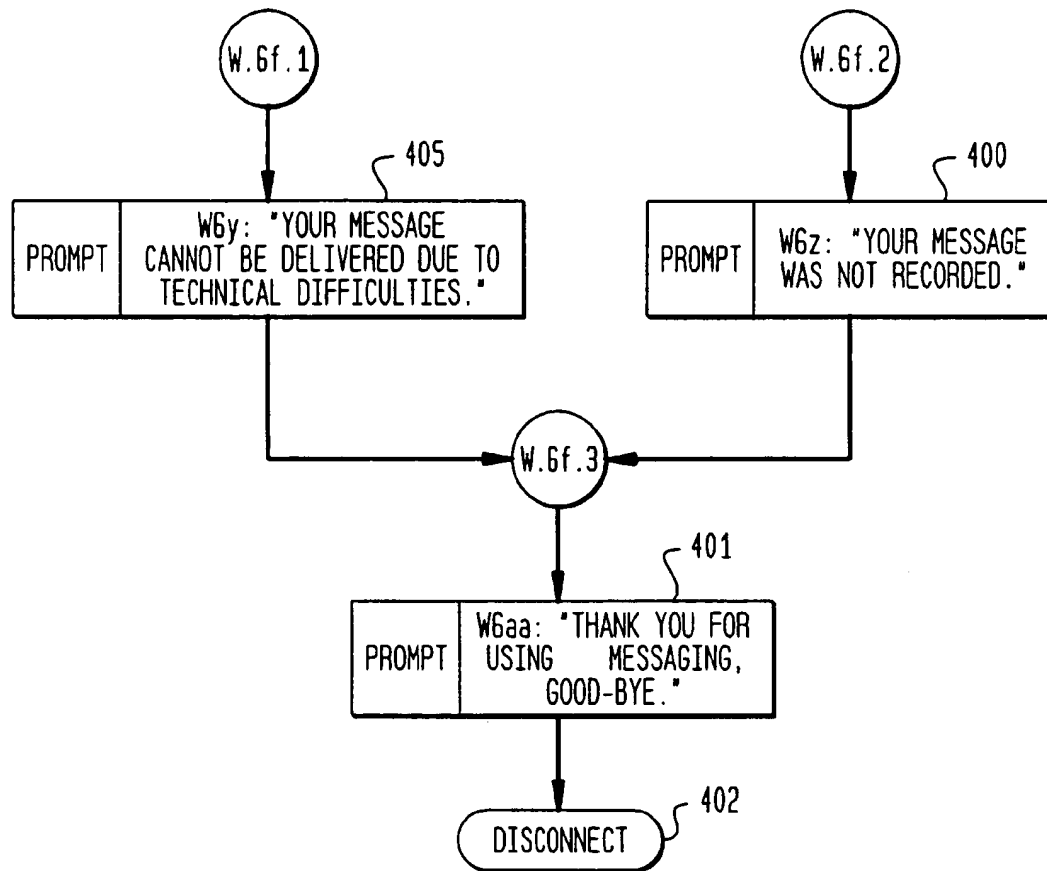 W.6f.1
W.6f.2
405
400
PROMPT
W6y: "YOUR MESSAGE
CANNOT BE DELIVERED DUE TO
TECHNICAL DIFFICULTIES."
PROMPT
W6z: "YOUR MESSAGE
WAS NOT RECORDED."
W.6f.3
401
PROMPT
W6aa: "THANK YOU FOR
USING MESSAGING,
GOOD-BYE."
402
DISCONNECT